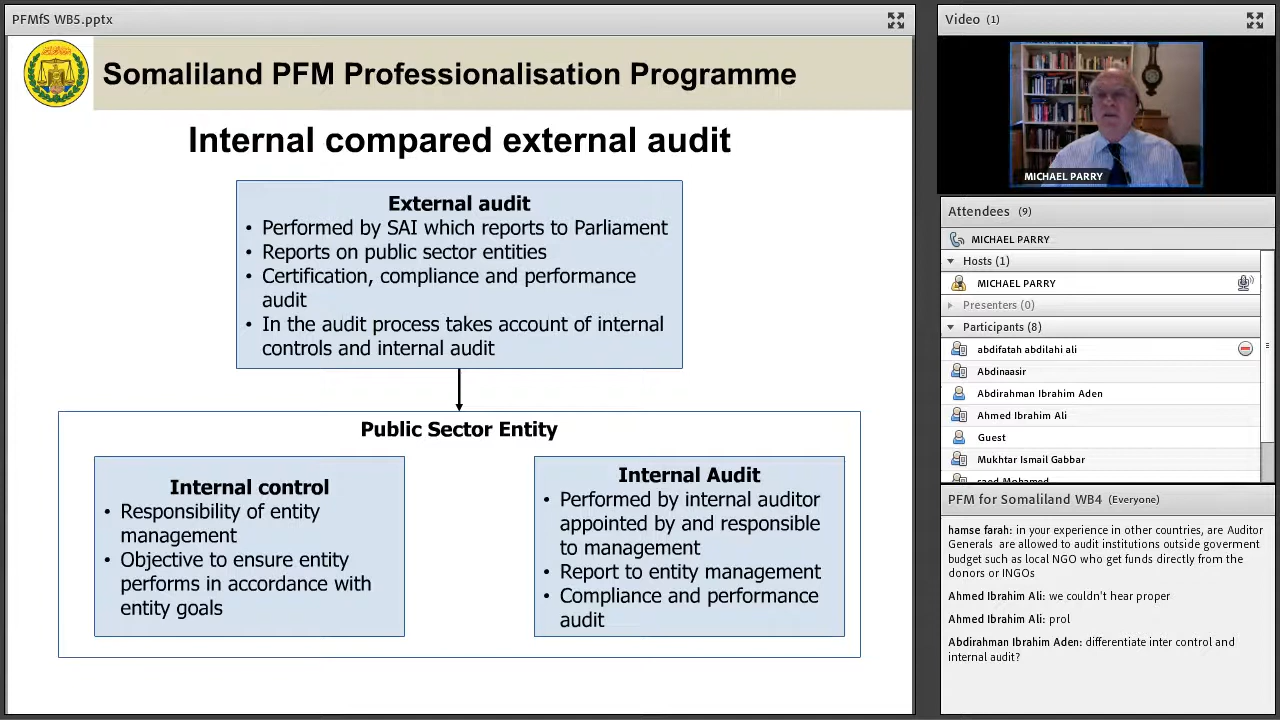 PFMfS WB5.pptx
Somaliland PFM Professionalisation Programme
Internal compared external audit
External audit
• Performed by SAI which reports to Parliament
• Reports on public sector entities
• Certification, compliance and performance
audit
• In the audit process takes account of internal
controls and internal audit
Public Sector Entity
Internal control
• Responsibility of entity
management
• Objective to ensure entity
performs in accordance with
entity goals
Internal Audit
• Performed by internal auditor
appointed by and responsible
to management
• Report to entity management
• Compliance and performance
audit
Video (1)
MICHAEL PARRY
Attendees (9)
MICHAEL PARRY
Hosts (1)
MICHAEL PARRY
Presenters (0)
Participants (8)
abdifatah abdilahi ali
Abdinaasir
Abdirahman Ibrahim Aden
Ahmed Ibrahim Ali
Guest
Mukhtar Ismail Gabbar
saed Mohamed
PFM for Somaliland WB4 (Everyone)
hamse farah: in your experience in other countries, are Auditor
Generals are allowed to audit institutions outside goverment
budget such as local NGO who get funds directly from the
donors or INGOs
Ahmed Ibrahim Ali: we couldn't hear proper
Ahmed Ibrahim Ali: prol
Abdirahman Ibrahim Aden: differentiate inter control and
internal audit?